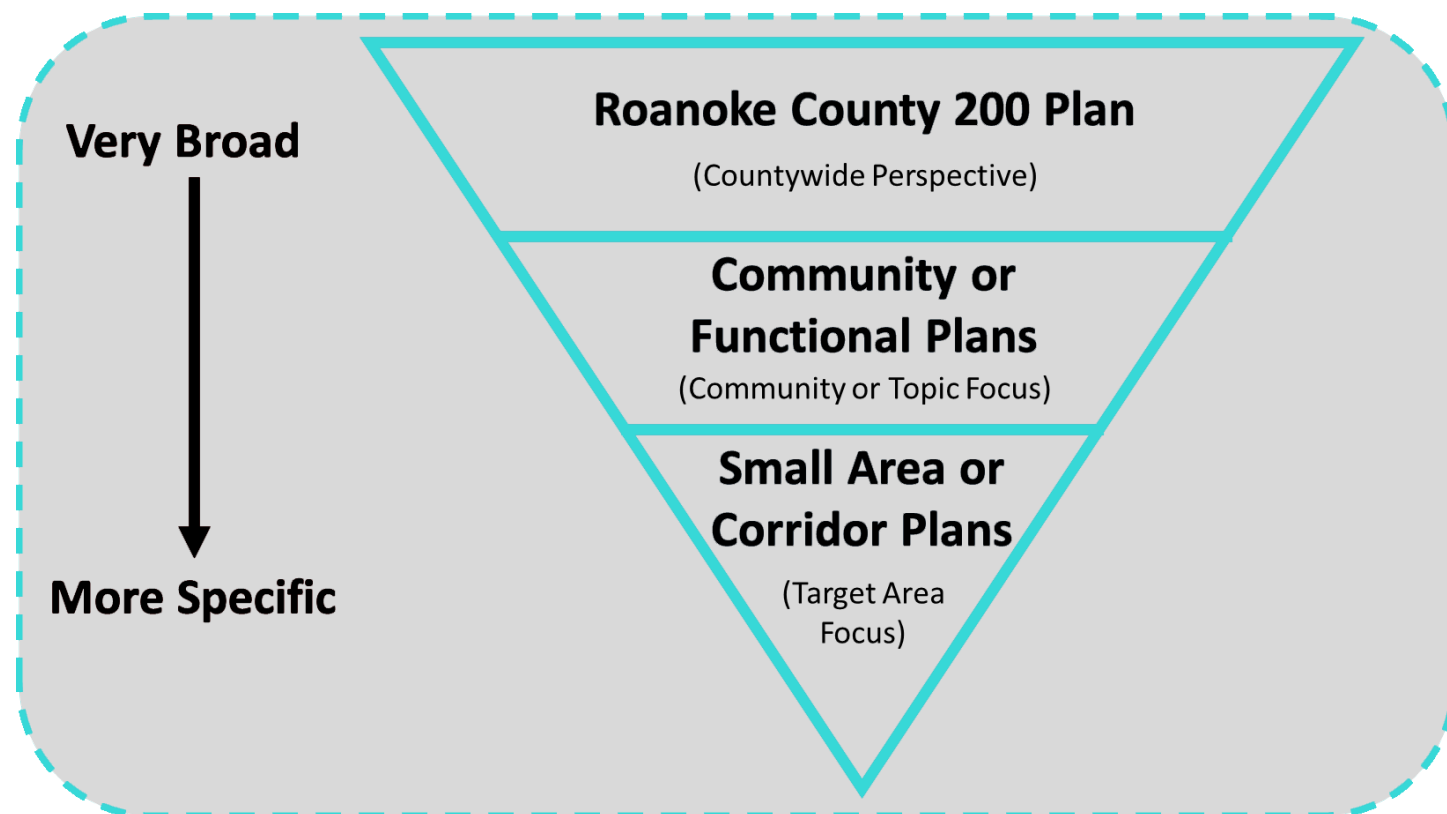 Very Broad
More Specific
Roanoke County 200 Plan
(Countywide Perspective)
Community or
Functional Plans
(Community or Topic Focus)
Small Area or
Corridor Plans
(Target Area
Focus)